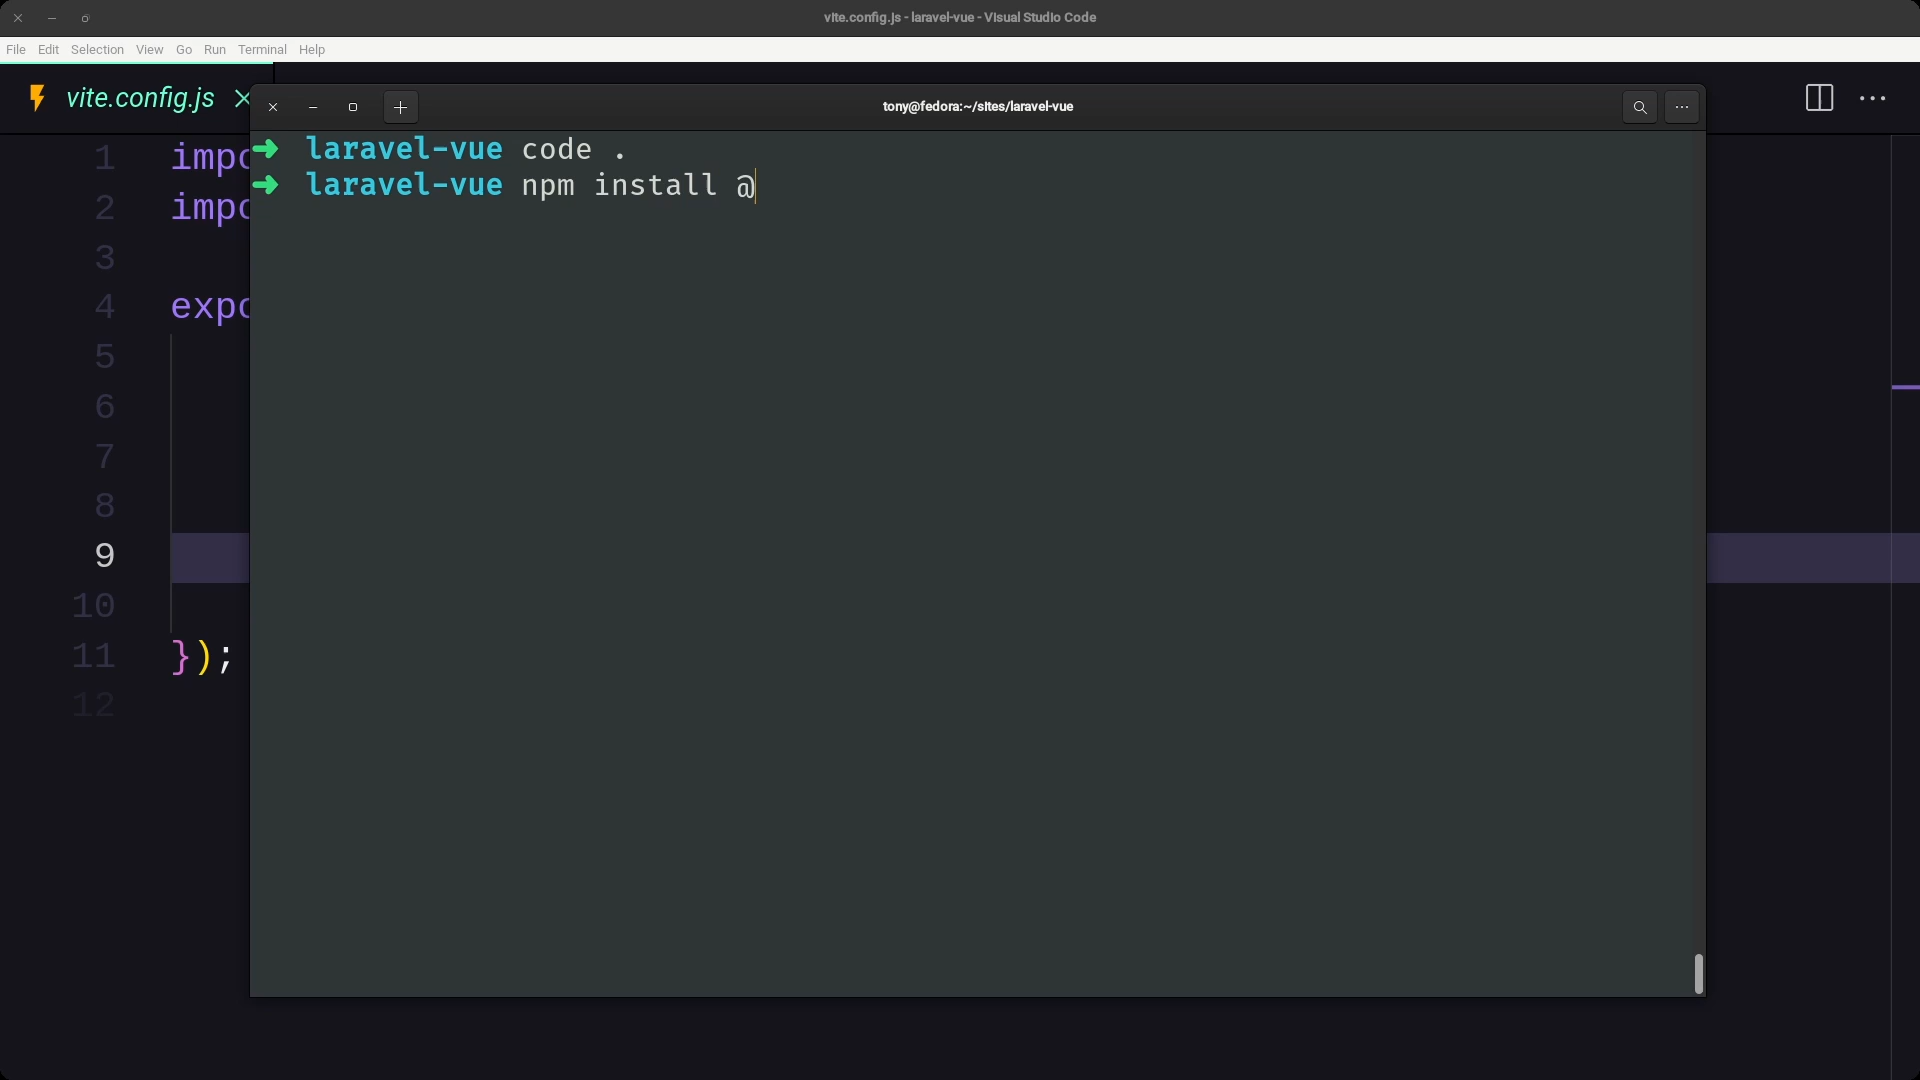 vite.config.js - laravel-vue - Visual Studio Code
File Edit Selection View Go Run Terminal Help
vite.config.js
tony@fedora:~/sites/laravel-vue
➜ laravel-vue code .
➜ laravel-vue npm install @
1 impo
2 impo
3
4 expo
5
6
7
8
9
10
11 });
12